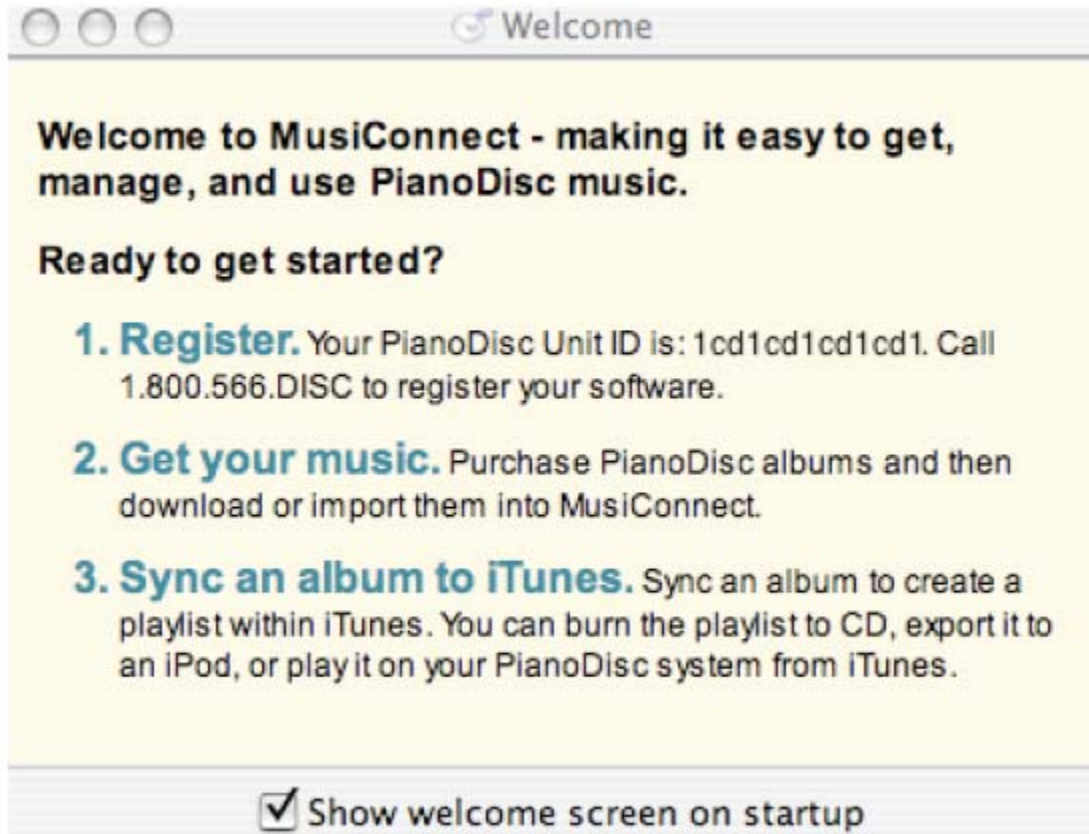 Welcome
Welcome to MusiConnect - making it easy to get,
manage, and use PianoDisc music.
Ready to get started?
1. Register. Your PianoDisc Unit ID is: 1cd1cd1cd1cd1. Call
1.800.566.DISC to register your software.
2. Get your music. Purchase PianoDisc albums and then
download or import them into MusiConnect.
3. Sync an album to iTunes. Sync an album to create a
playlist within iTunes. You can burn the playlist to CD, export it to
an iPod, or play it on your PianoDisc system from iTunes.
Show welcome screen on startup